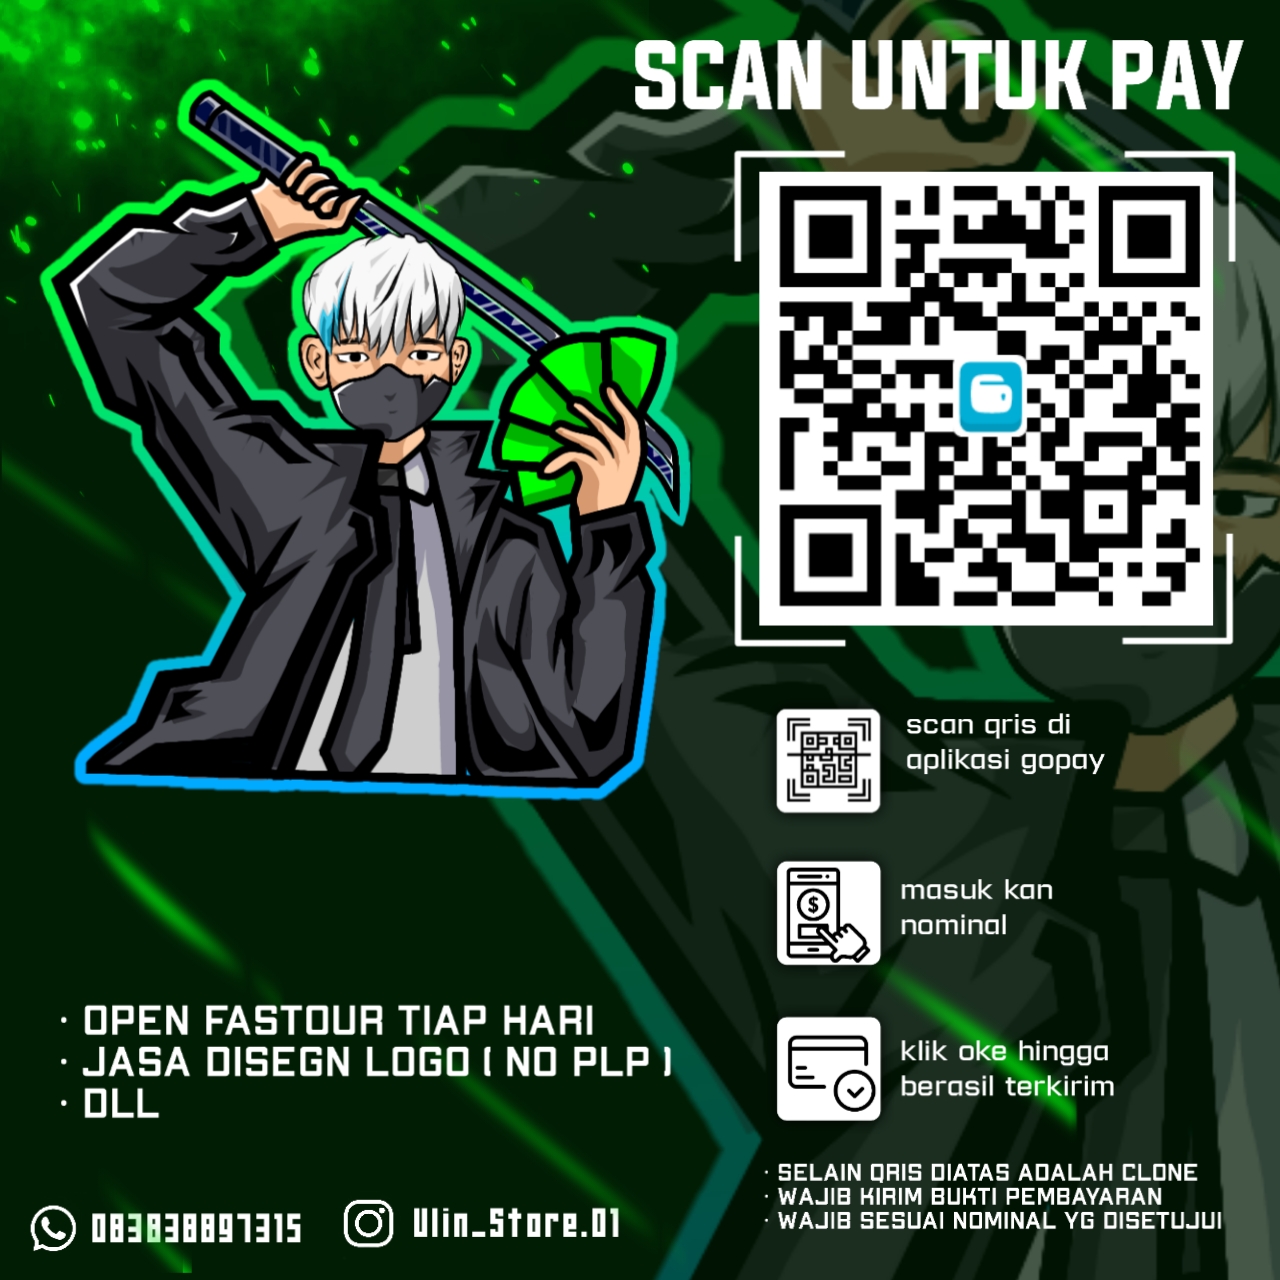 SCAN UNTUK PAY
scan qris di
aplikasi gopay
masuk kan
nominal
klik oke hingga
berasil terkirim
· OPEN FASTOUR TIAP HARI
· JASA DISEGN LOGO ( NO PLP )
· DLL
· SELAIN QRIS DIATAS ADALAH CLONE
· WAJIB KIRIM BUKTI PEMBAYARAN
· WAJIB SESUAI NOMINAL YG DISETUJUI
083838897315
Ulin_Store.01